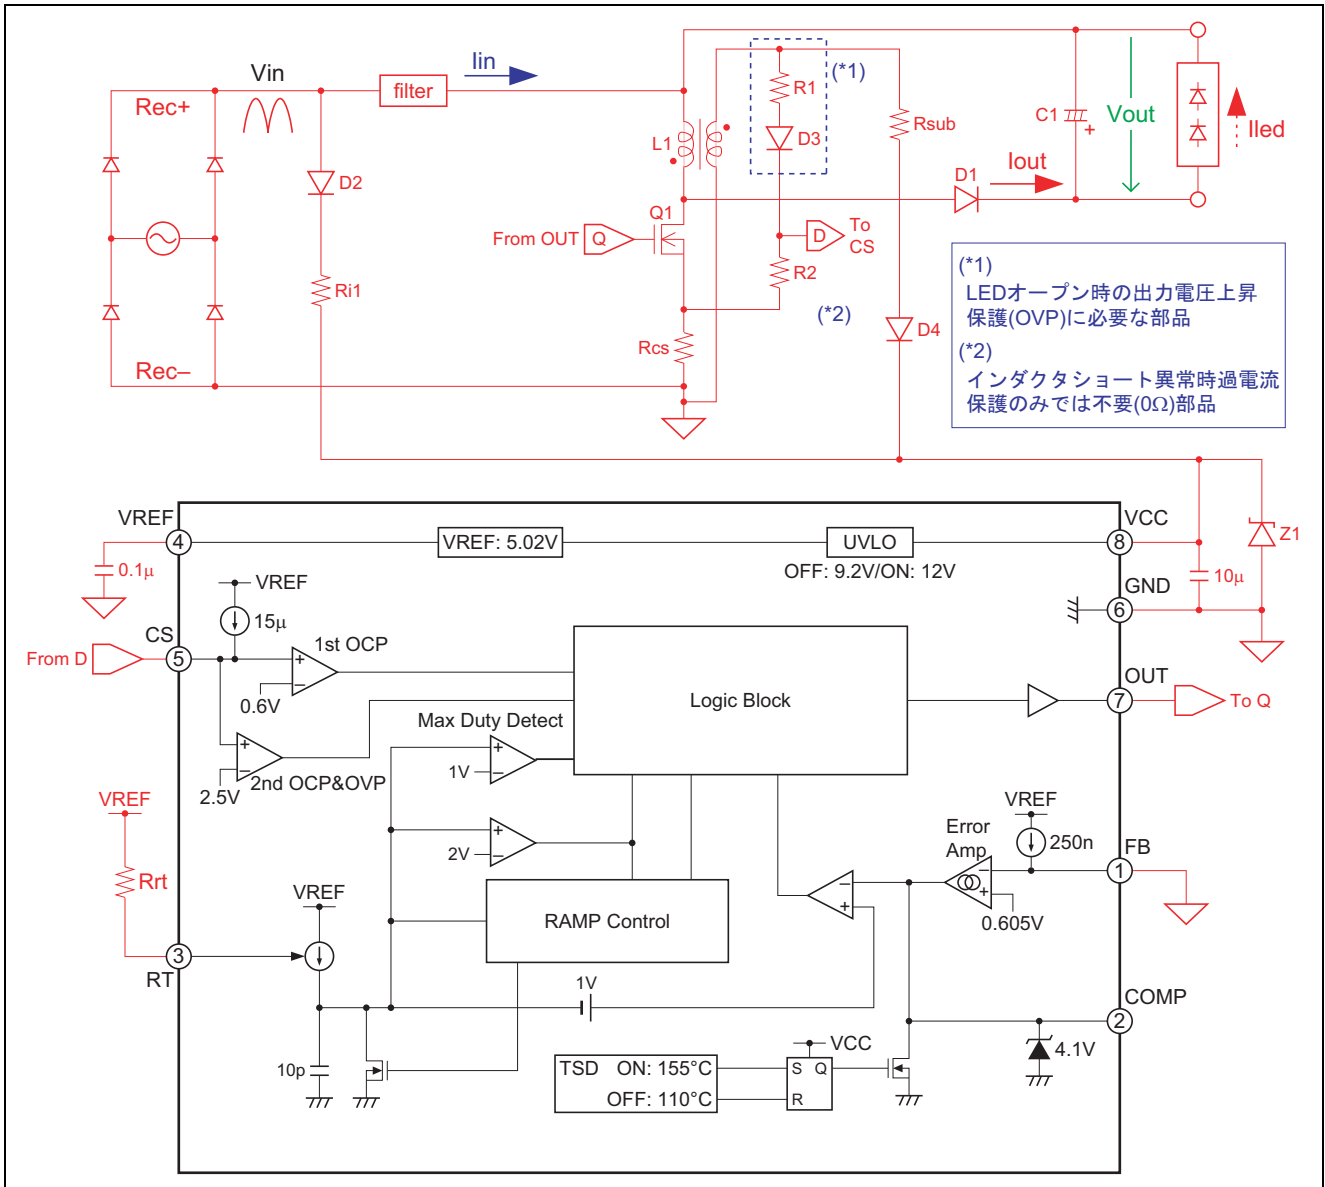 Vin
Iin
filter
Rec+
D2
Ri1
Rec–
L1
R1
D3
(*1)
Rsub
C1
+
Vout
Iled
Iout
D1
Q1
From OUT
Q
D
To
CS
R2
(*2)
D4
Rcs
(*1)
LEDオープン時の出力電圧上昇
保護(OVP)に必要な部品
(*2)
インダクタショート異常時過電流
保護のみでは不要(0Ω)部品
VREF
4
VREF: 5.02V
UVLO
OFF: 9.2V/ON: 12V
VCC
8
Z1
0.1μ
10μ
GND
6
VREF
15μ
CS
5
From D
+
–
1st OCP
0.6V
+
–
2nd OCP&OVP
2.5V
Logic Block
OUT
7
To Q
Max Duty Detect
+
–
1V
+
–
2V
VREF
Rrt
RT
3
VREF
RAMP Control
–
+
Error
Amp
VREF
250n
–
+
0.605V
FB
1
1V
COMP
2
4.1V
10p
TSD ON: 155°C
OFF: 110°C
VCC
S Q
R